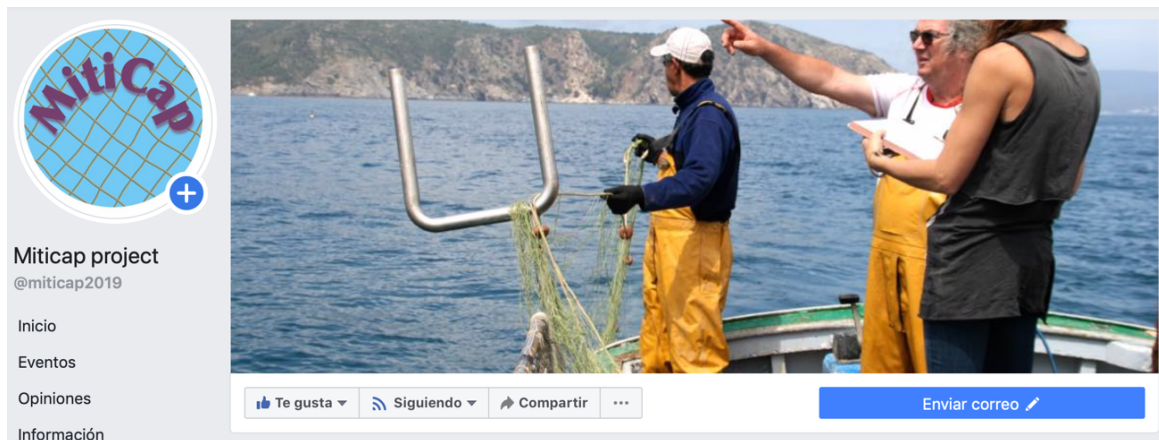 MitiCap
Miticap project
@miticap2019
Inicio
Eventos
Opiniones
Información
Te gusta
Siguiendo
Compartir
Enviar correo